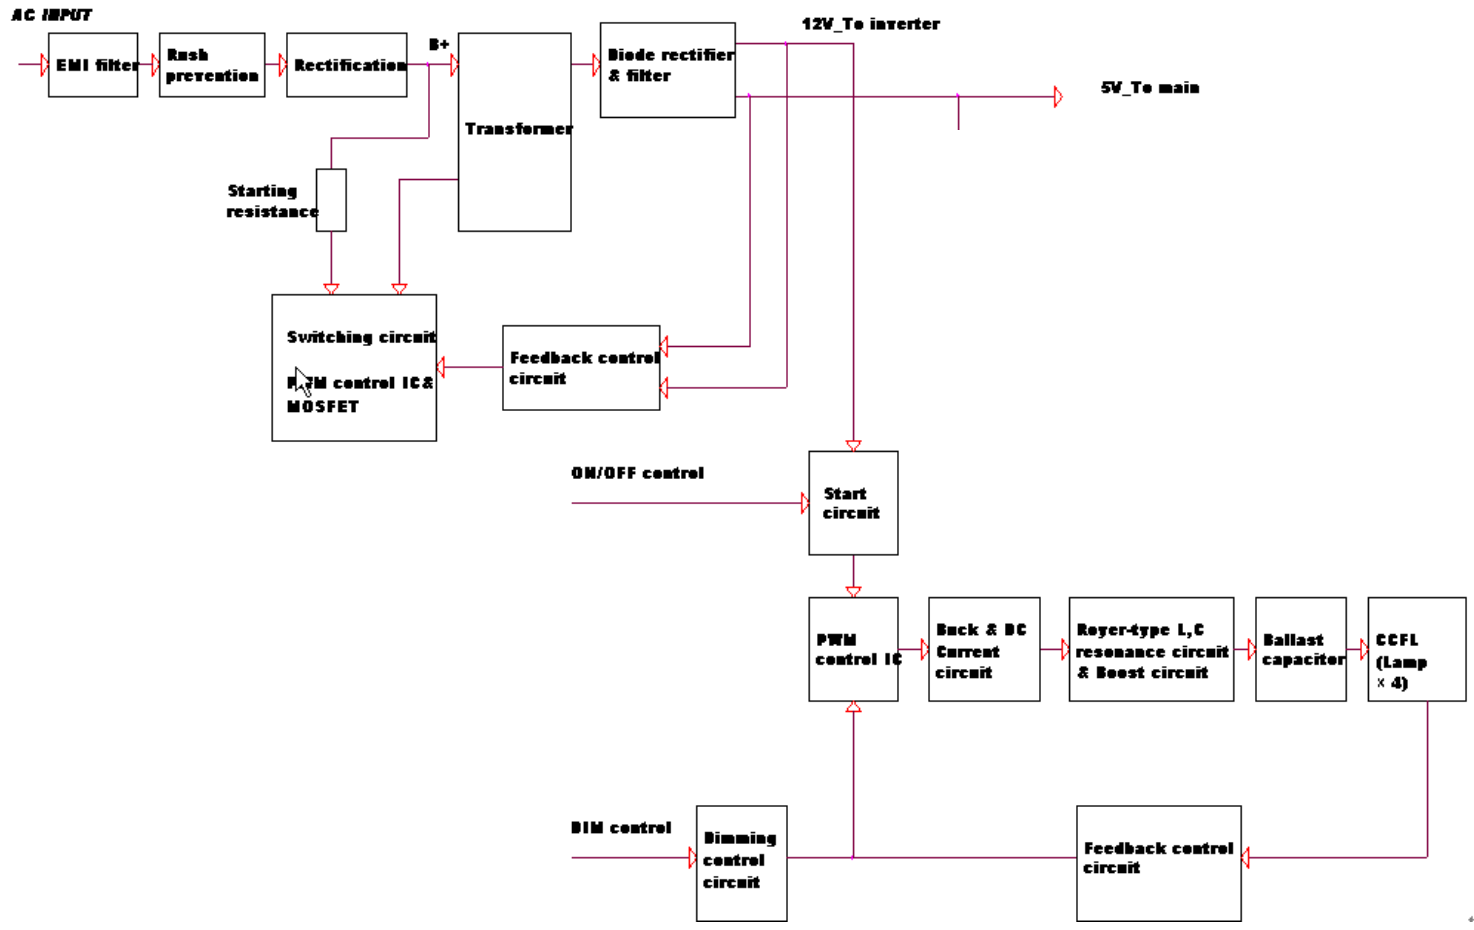 AC INPUT
12V_To inverter
EMI filter
Rush
prevention
Rectification
B+
Diode rectifier
& filter
5V_To main
Transformer
Starting
resistance
Switching circuit
PWM control IC&
MOSFET
Feedback control
circuit
ON/OFF control
Start
circuit
PWM
control IC
Buck & DC
Current
circuit
Royer-type L,C
resonance circuit
& Boost circuit
Ballast
capacitor
CCFL
(Lamp
× 4)
DIM control
Dimming
control
circuit
Feedback control
circuit